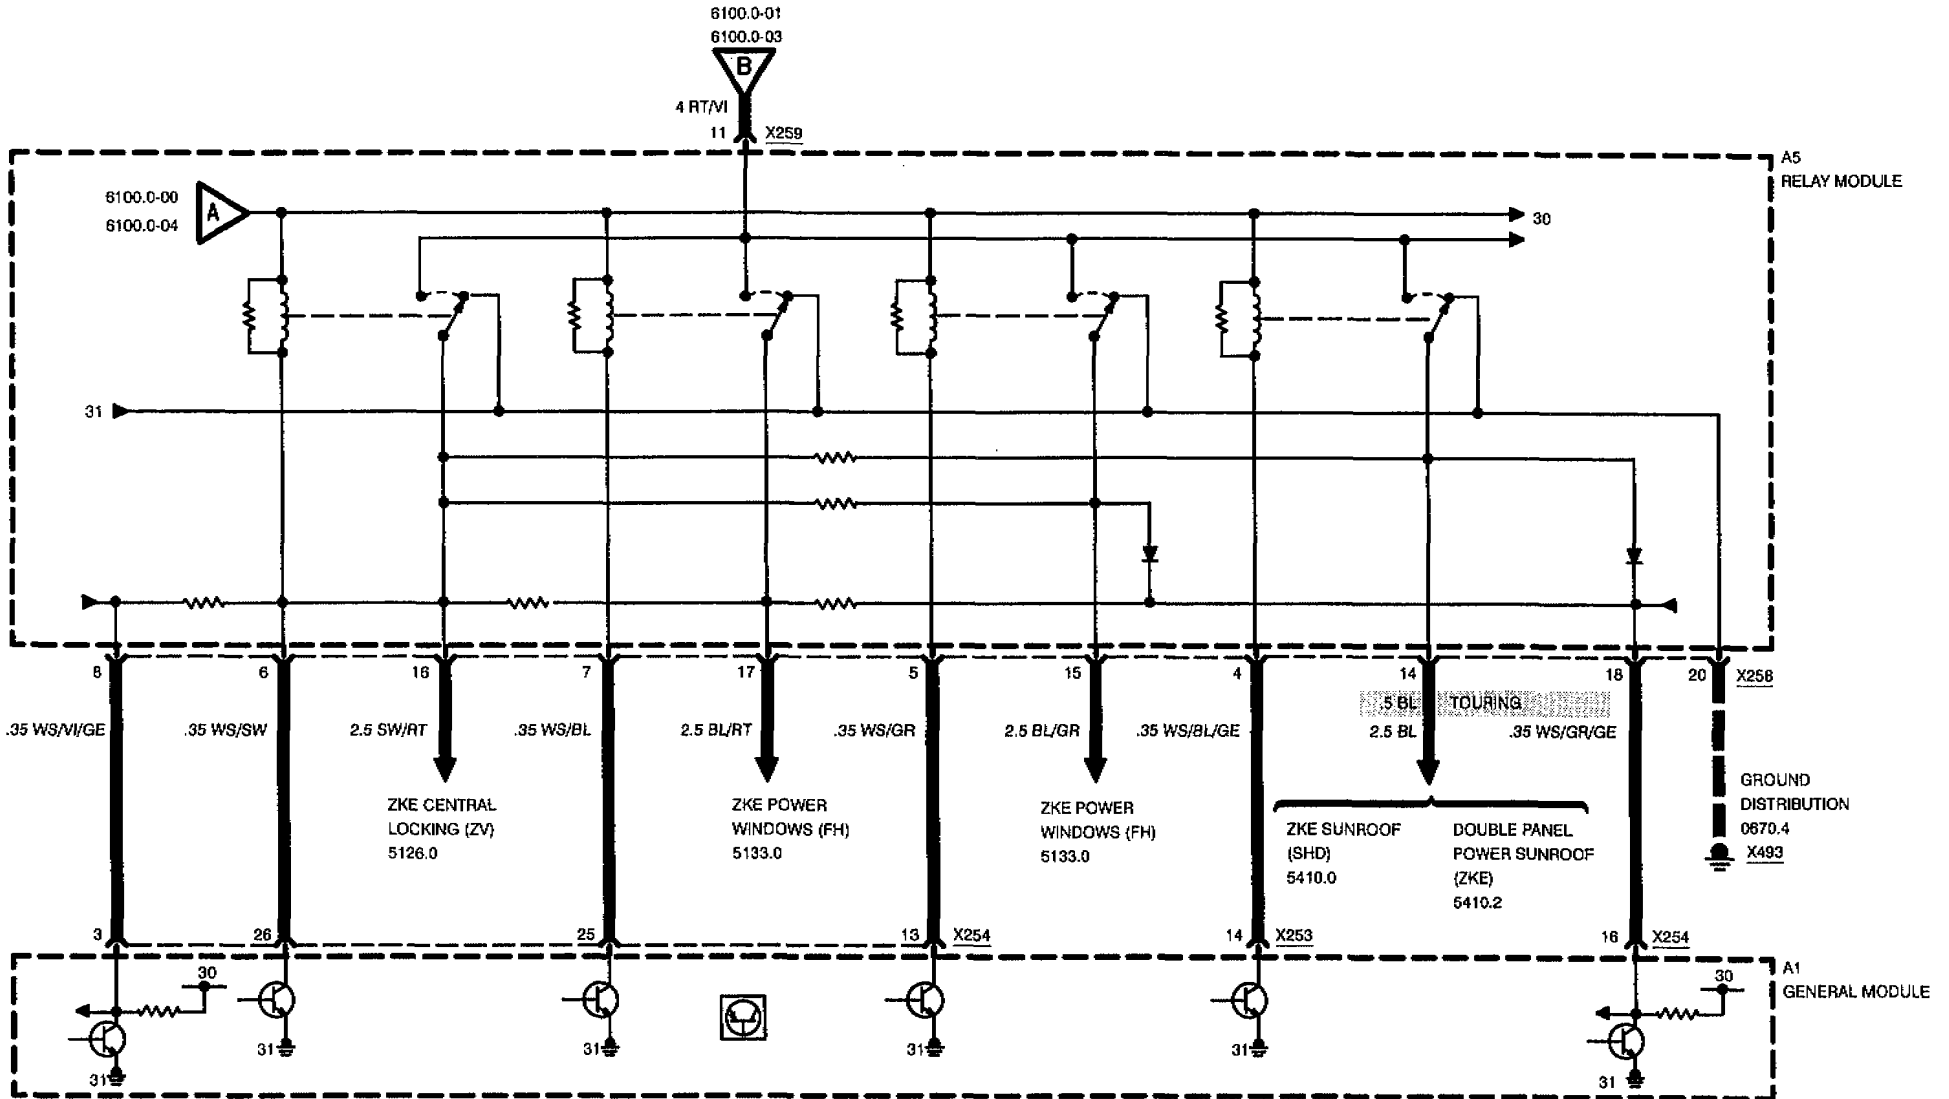 6100.0-01
6100.0-03
B
4 RT/VI
11 X259
A5
RELAY MODULE
6100.0-00
A
6100.0-04
30
31
8 6 16 7 17 5 15 4 14 18 20 X258
.5 BL TOURING
.35 WS/VI/GE .35 WS/SW 2.5 SW/RT .35 WS/BL 2.5 BL/RT .35 WS/GR 2.5 BL/GR .35 WS/BL/GE 2.5 BL .35 WS/GR/GE
GROUND
DISTRIBUTION
0670.4
X493
ZKE CENTRAL
LOCKING (ZV)
5126.0
ZKE POWER
WINDOWS (FH)
5133.0
ZKE POWER
WINDOWS (FH)
5133.0
ZKE SUNROOF
(SHD)
5410.0
DOUBLE PANEL
POWER SUNROOF
(ZKE)
5410.2
3 26 25 13 X254 14 X253 16 X254
A1
GENERAL MODULE
30 30
31 31 31 31 31 31